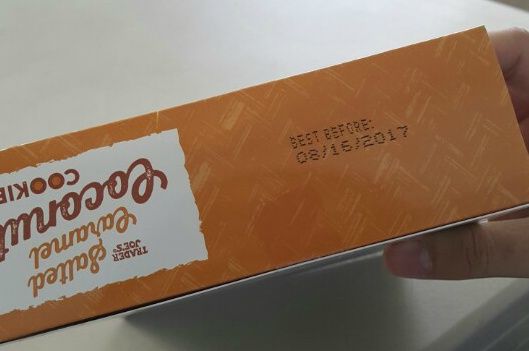 BEST BEFORE:
08/16/2017
TRADER
JOE'S®
Salted
Caramel
Coconut
COOKIE